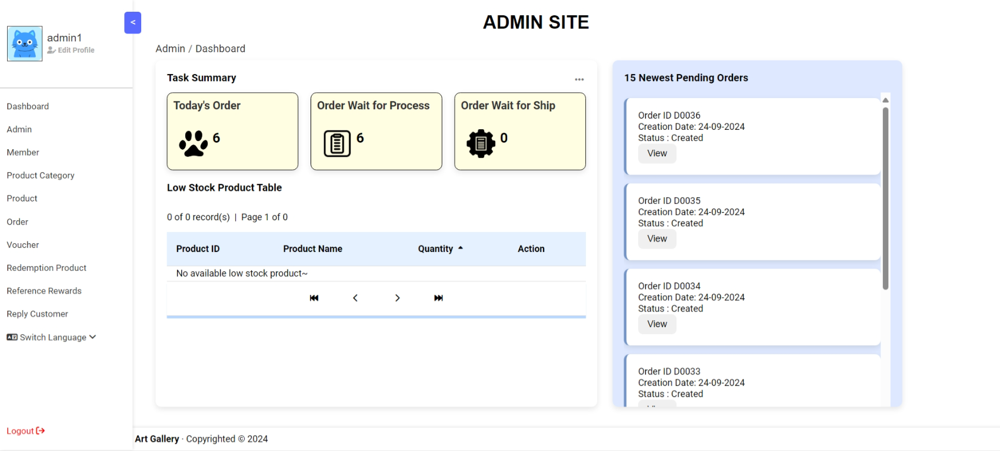 <
ADMIN SITE
admin1
Edit Profile
Admin / Dashboard
Dashboard
Admin
Member
Product Category
Product
Order
Voucher
Redemption Product
Reference Rewards
Reply Customer
Switch Language
Logout
Task Summary
...
Today's Order
6
Order Wait for Process
6
Order Wait for Ship
0
Low Stock Product Table
0 of 0 record(s) | Page 1 of 0
Product ID Product Name Quantity Action
No available low stock product~
15 Newest Pending Orders
Order ID D0036
Creation Date: 24-09-2024
Status : Created
View
Order ID D0035
Creation Date: 24-09-2024
Status : Created
View
Order ID D0034
Creation Date: 24-09-2024
Status : Created
View
Order ID D0033
Creation Date: 24-09-2024
Status : Created
Art Gallery · Copyrighted © 2024